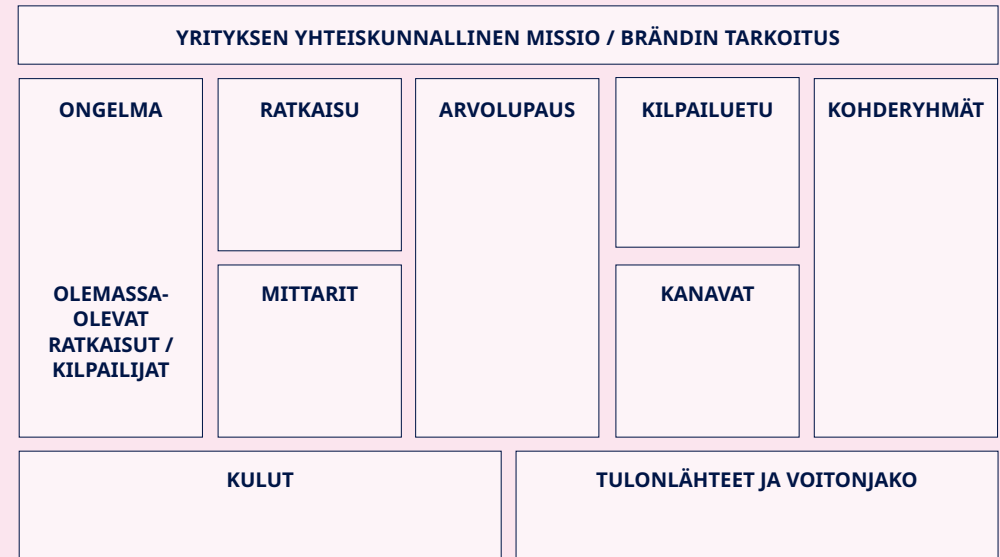 YRITYKSEN YHTEISKUNNALLINEN MISSIO / BRÄNDIN TARKOITUS
ONGELMA
OLEMASSA-
OLEVAT
RATKAISUT /
KILPAILIJAT
RATKAISU
MITTARIT
ARVOLUPAUS
KILPAILUETU
KANAVAT
KOHDERYHMÄT
KULUT
TULONLÄHTEET JA VOITONJAKO